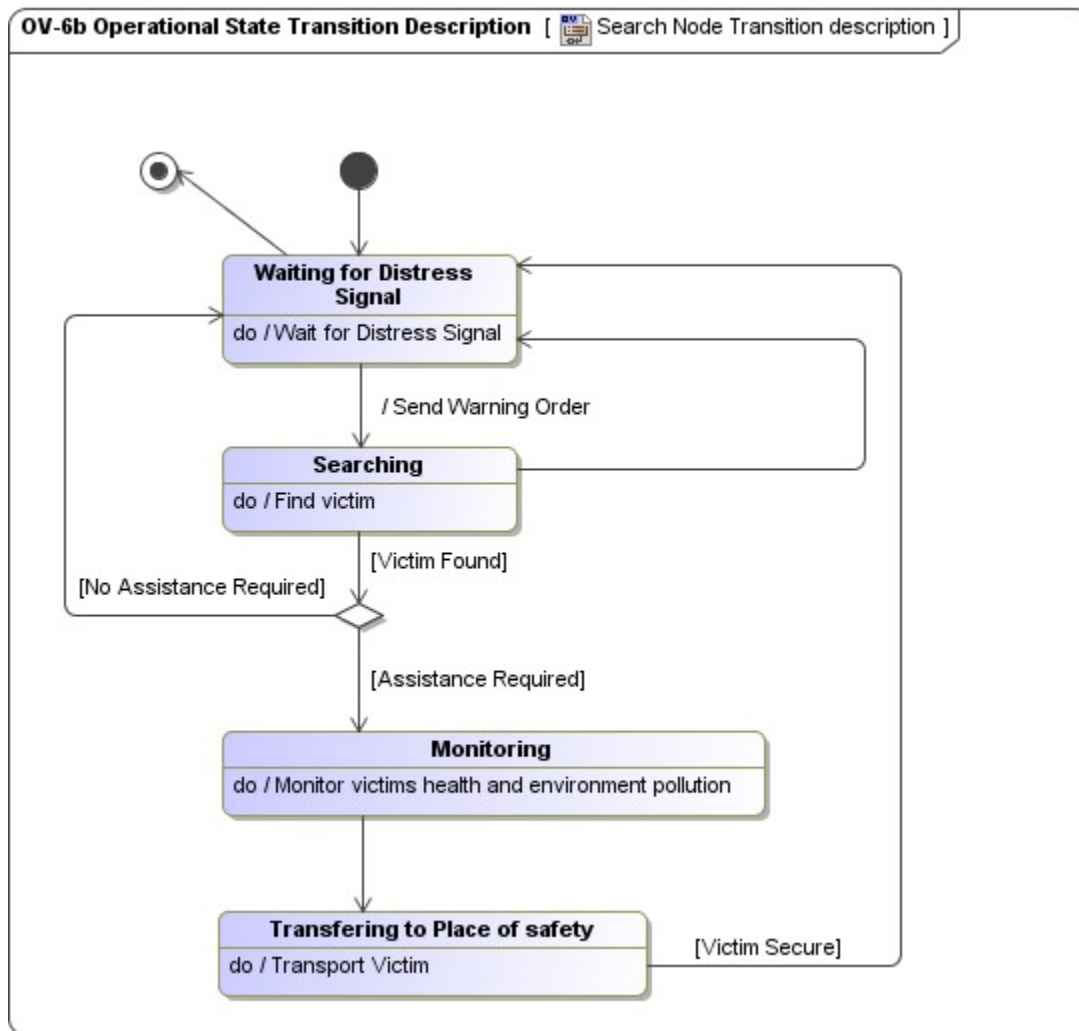 OV-6b Operational State Transition Description [ Search Node Transition description ]
Waiting for Distress
Signal
do / Wait for Distress Signal
/ Send Warning Order
Searching
do / Find victim
[Victim Found]
[No Assistance Required]
[Assistance Required]
Monitoring
do / Monitor victims health and environment pollution
Transfering to Place of safety
do / Transport Victim
[Victim Secure]